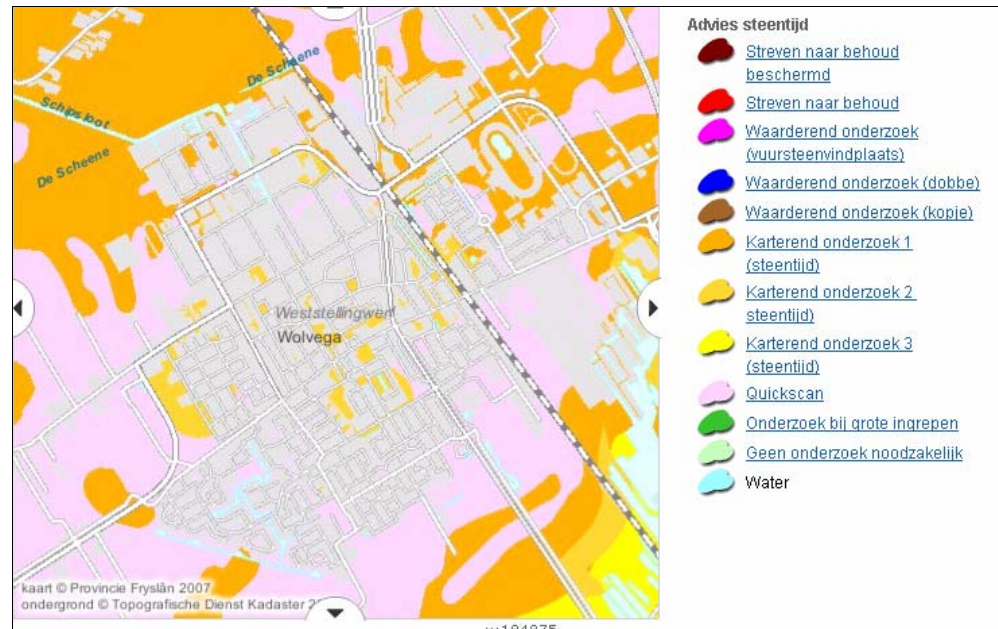 De Scheene
Schipsloot
De Scheene
Weststellingwerf
Wolvega
kaart © Provincie Fryslân 2007
ondergrond © Topografische Dienst Kadaster
Advies steentijd
Streven naar behoud
beschermd
Streven naar behoud
Waarderend onderzoek
(vuursteenvindplaats)
Waarderend onderzoek (dobbe)
Waarderend onderzoek (kopje)
Karterend onderzoek 1
(steentijd)
Karterend onderzoek 2
steentijd)
Karterend onderzoek 3
(steentijd)
Quickscan
Onderzoek bij grote ingrepen
Geen onderzoek noodzakelijk
Water